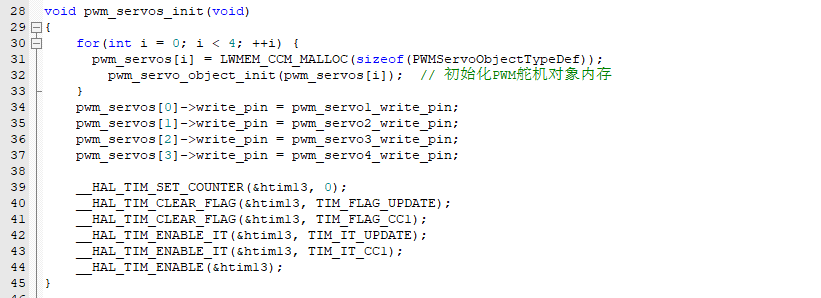 28 void pwm_servos_init(void)
29 {
30     for(int i = 0; i < 4; ++i) {
31       pwm_servos[i] = LWMEM_CCM_MALLOC(sizeof(PWMServoObjectTypeDef));
32         pwm_servo_object_init(pwm_servos[i]);  // 初始化PWM舵机对象内存
33     }
34     pwm_servos[0]->write_pin = pwm_servo1_write_pin;
35     pwm_servos[1]->write_pin = pwm_servo2_write_pin;
36     pwm_servos[2]->write_pin = pwm_servo3_write_pin;
37     pwm_servos[3]->write_pin = pwm_servo4_write_pin;
38
39     __HAL_TIM_SET_COUNTER(&htim13, 0);
40     __HAL_TIM_CLEAR_FLAG(&htim13, TIM_FLAG_UPDATE);
41     __HAL_TIM_CLEAR_FLAG(&htim13, TIM_FLAG_CC1);
42     __HAL_TIM_ENABLE_IT(&htim13, TIM_IT_UPDATE);
43     __HAL_TIM_ENABLE_IT(&htim13, TIM_IT_CC1);
44     __HAL_TIM_ENABLE(&htim13);
45 }